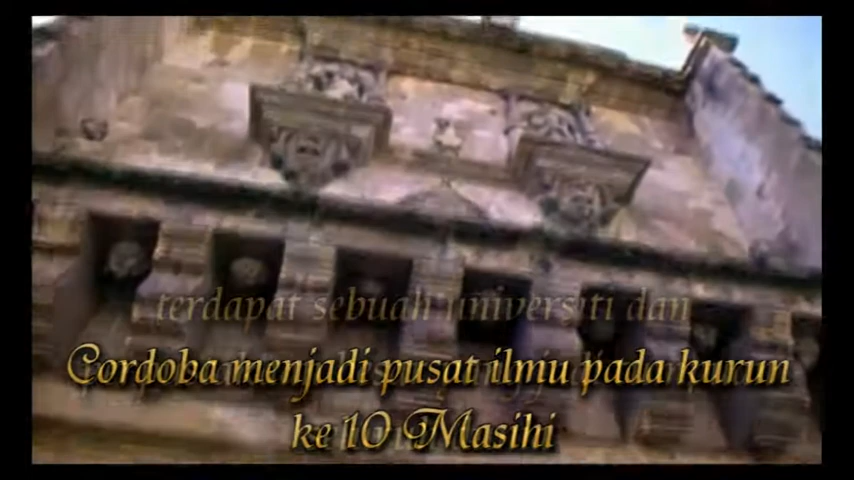 terdapat sebuah universiti dan
Cordoba menjadi pusat ilmu pada kurun
ke 10 Masihi